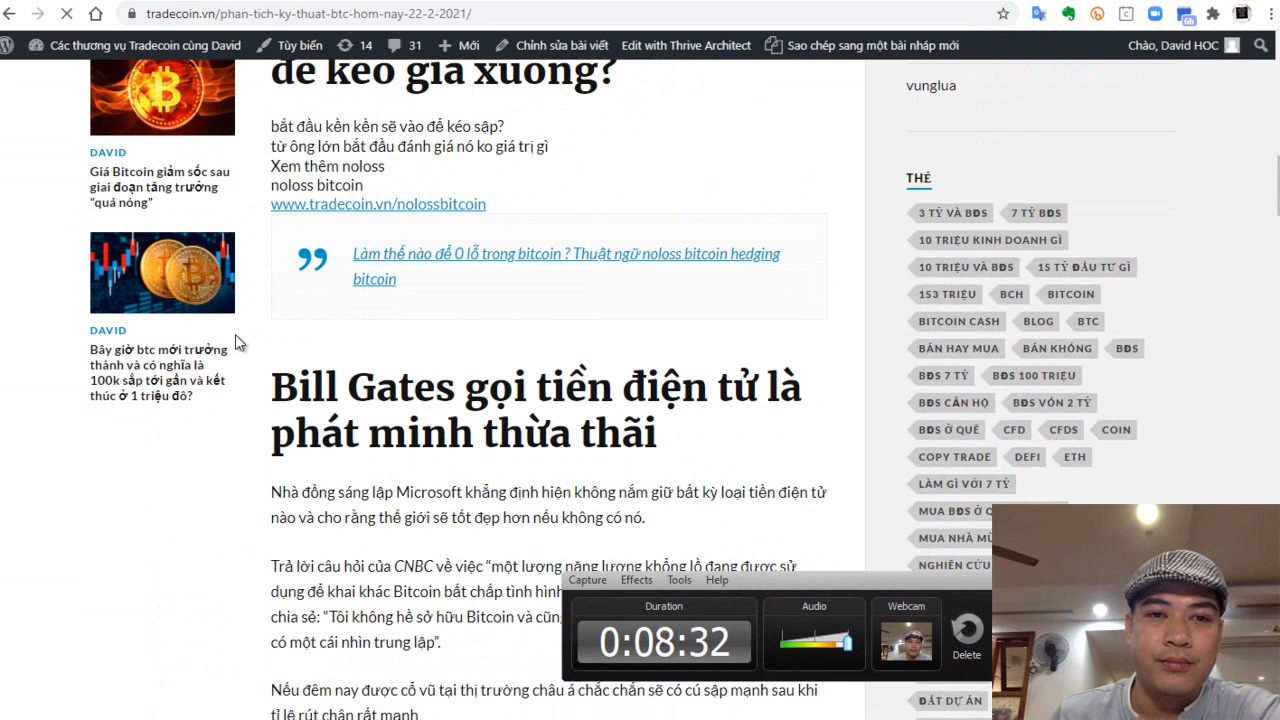 tradecoin.vn/phan-tich-ky-thuat-btc-hom-nay-22-2-2021/
Các thương vụ Tradecoin cùng David
Tùy biến
14
31
Mới
Chỉnh sửa bài viết
Edit with Thrive Architect
Sao chép sang một bài nháp mới
Chào, David HOC
để kéo giá xuống?
bắt đầu kền kền sẽ vào để kéo sập?
từ ông lớn bắt đầu đánh giá nó ko giá trị gì
Xem thêm noloss
noloss bitcoin
www.tradecoin.vn/nolossbitcoin
Làm thế nào để 0 lỗ trong bitcoin ? Thuật ngữ noloss bitcoin hedging
bitcoin
Bill Gates gọi tiền điện tử là
phát minh thừa thãi
Nhà đồng sáng lập Microsoft khẳng định hiện không nắm giữ bất kỳ loại tiền điện tử
nào và cho rằng thế giới sẽ tốt đẹp hơn nếu không có nó.
Trả lời câu hỏi của CNBC về việc “một lượng năng lượng khổng lồ đang được sử
dụng để khai khác Bitcoin bất chấp tình hình
chia sẻ: “Tôi không hề sở hữu Bitcoin và cũng
có một cái nhìn trung lập”.
Nếu đêm nay được cổ vũ tại thị trường châu á chắc chắn sẽ có cú sập mạnh sau khi
tỉ lệ rút chân rất mạnh
DAVID
Giá Bitcoin giảm sốc sau
giai đoạn tăng trưởng
“quá nóng”
DAVID
Bây giờ btc mới trưởng
thành và có nghĩa là
100k sắp tới gần và kết
thúc ở 1 triệu đô?
vunglua
THẺ
3 TỶ VÀ BĐS
7 TỶ BĐS
10 TRIỆU KINH DOANH GÌ
10 TRIỆU VÀ BĐS
15 TỶ ĐẦU TƯ GÌ
153 TRIỆU
BCH
BITCOIN
BITCOIN CASH
BLOG
BTC
BÁN HAY MUA
BÁN KHÔNG
BĐS
BĐS 7 TỶ
BĐS 100 TRIỆU
BĐS CĂN HỘ
BĐS VỐN 2 TỶ
BĐS Ở QUÊ
CFD
CFDS
COIN
COPY TRADE
DEFI
ETH
LÀM GÌ VỚI 7 TỶ
MUA BĐS Ở
MUA NHÀ
NGHIÊN CỨU
ĐẤT DỰ ÁN
Capture
Effects
Tools
Help
Duration
0:08:32
Audio
Webcam
Delete